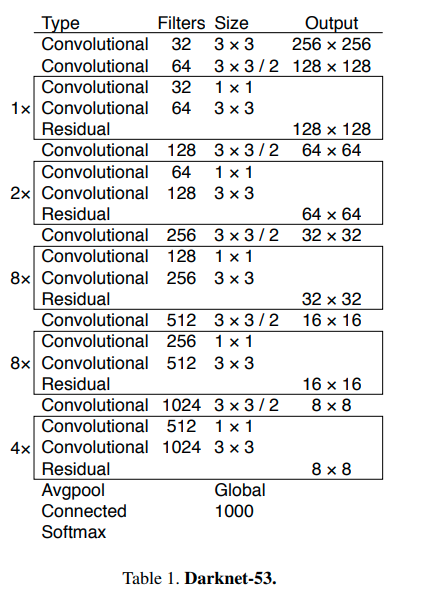 Type Filters Size Output
Convolutional 32 3 × 3 256 × 256
Convolutional 64 3 × 3 / 2 128 × 128
Convolutional 32 1 × 1
1× Convolutional 64 3 × 3
Residual 128 × 128
Convolutional 128 3 × 3 / 2 64 × 64
Convolutional 64 1 × 1
2× Convolutional 128 3 × 3
Residual 64 × 64
Convolutional 256 3 × 3 / 2 32 × 32
Convolutional 128 1 × 1
8× Convolutional 256 3 × 3
Residual 32 × 32
Convolutional 512 3 × 3 / 2 16 × 16
Convolutional 256 1 × 1
8× Convolutional 512 3 × 3
Residual 16 × 16
Convolutional 1024 3 × 3 / 2 8 × 8
Convolutional 512 1 × 1
4× Convolutional 1024 3 × 3
Residual 8 × 8
Avgpool Global
Connected 1000
Softmax
Table 1. Darknet-53.